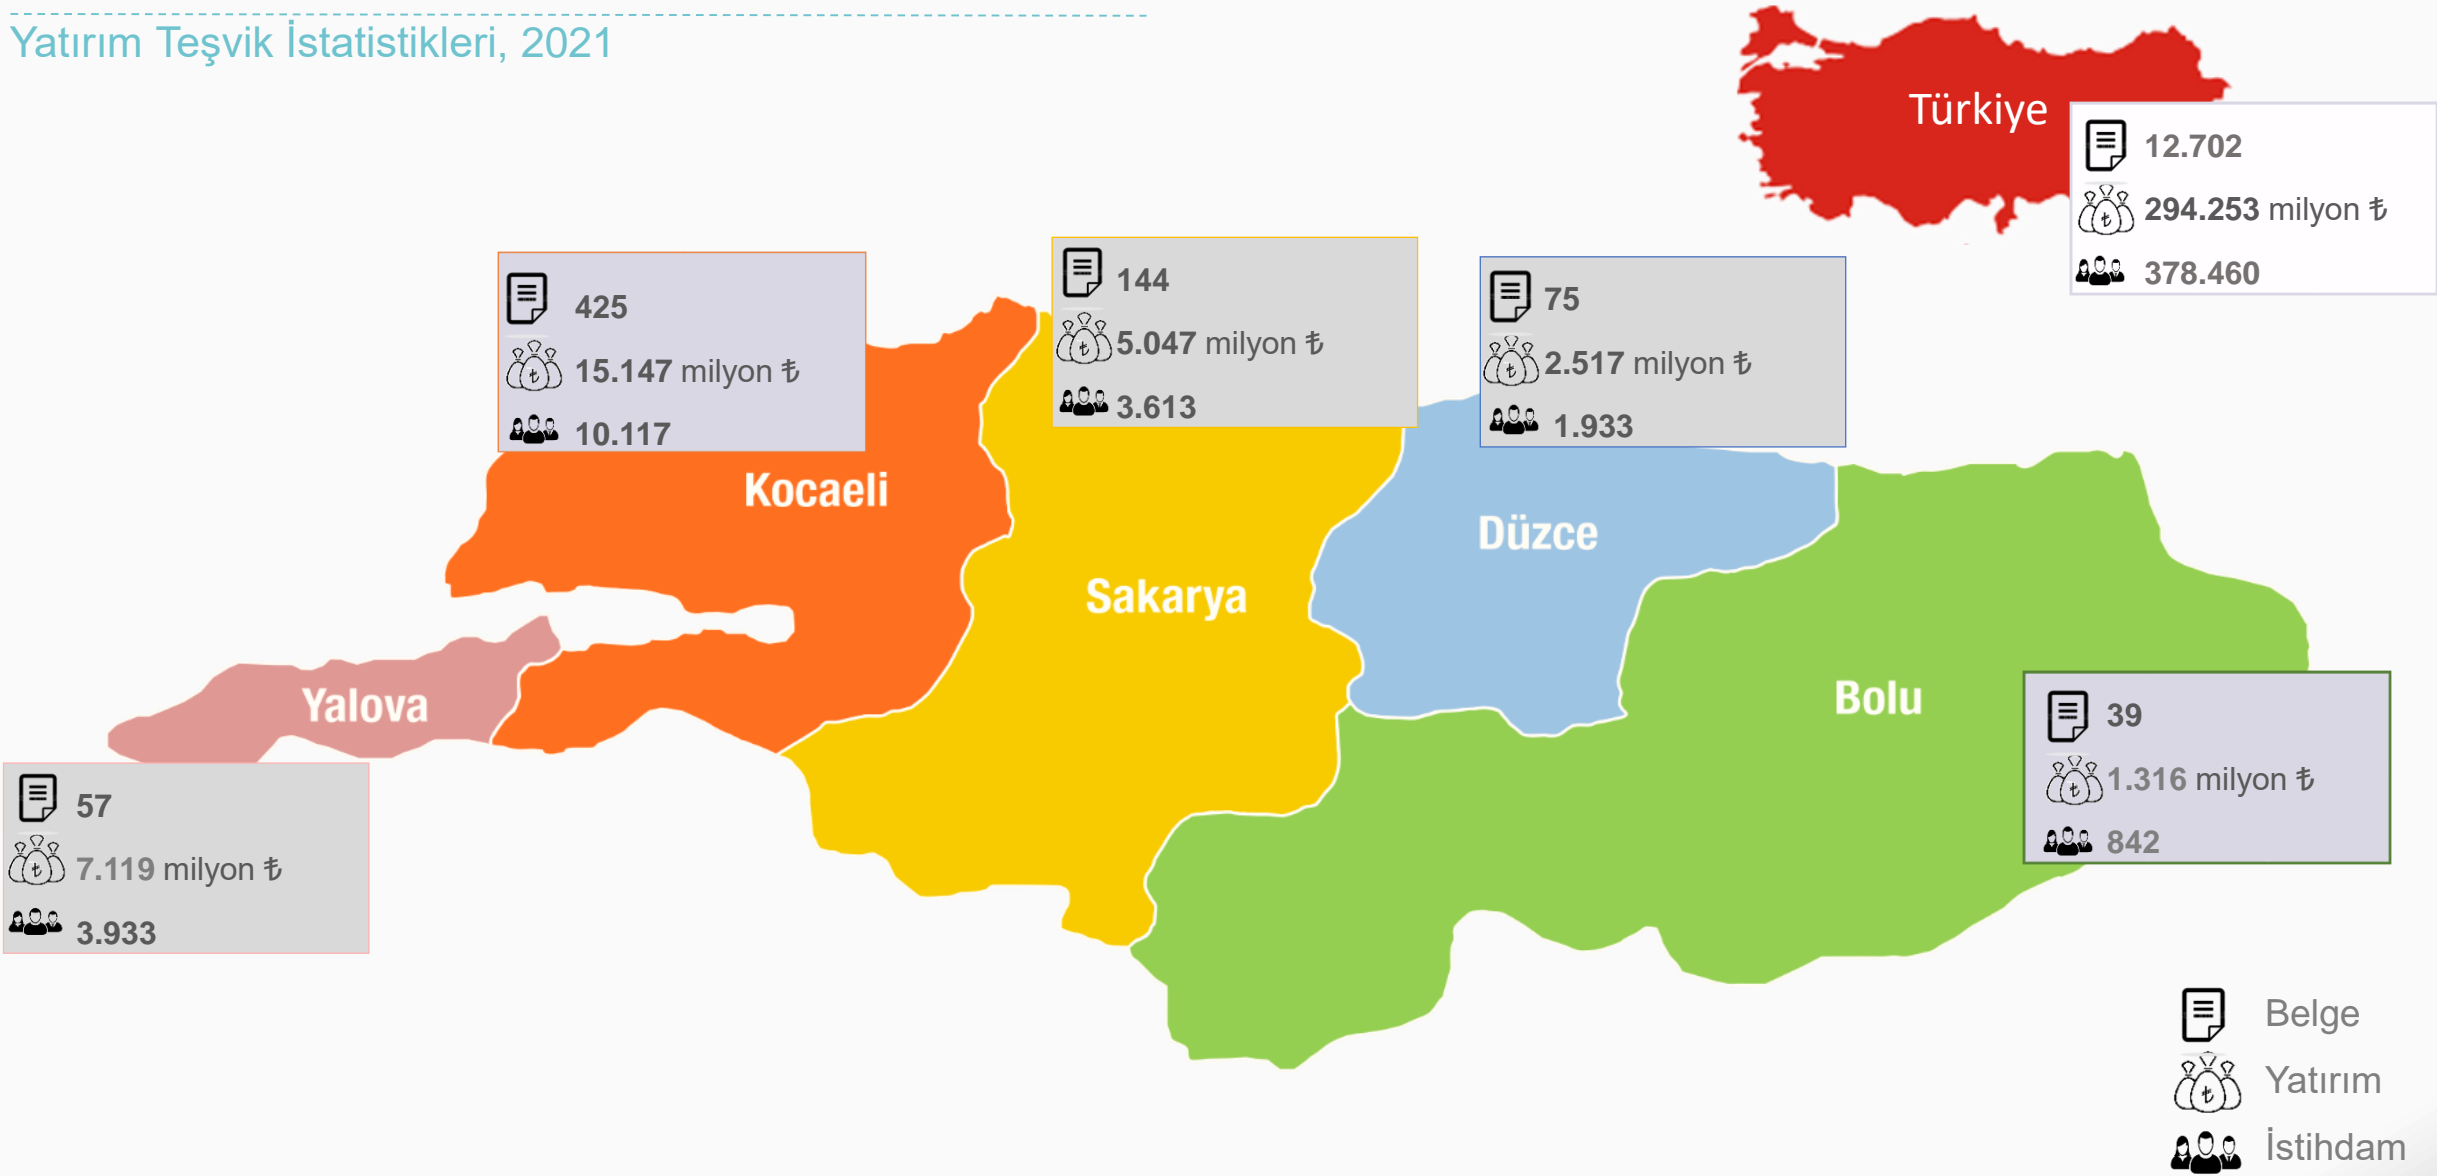 Yatırım Teşvik İstatistikleri, 2021
Türkiye
12.702
294.253 milyon ₺
378.460
425
15.147 milyon ₺
10.117
144
5.047 milyon ₺
3.613
75
2.517 milyon ₺
1.933
Kocaeli
Düzce
Sakarya
Yalova
Bolu
39
1.316 milyon ₺
842
57
7.119 milyon ₺
3.933
Belge
Yatırım
İstihdam